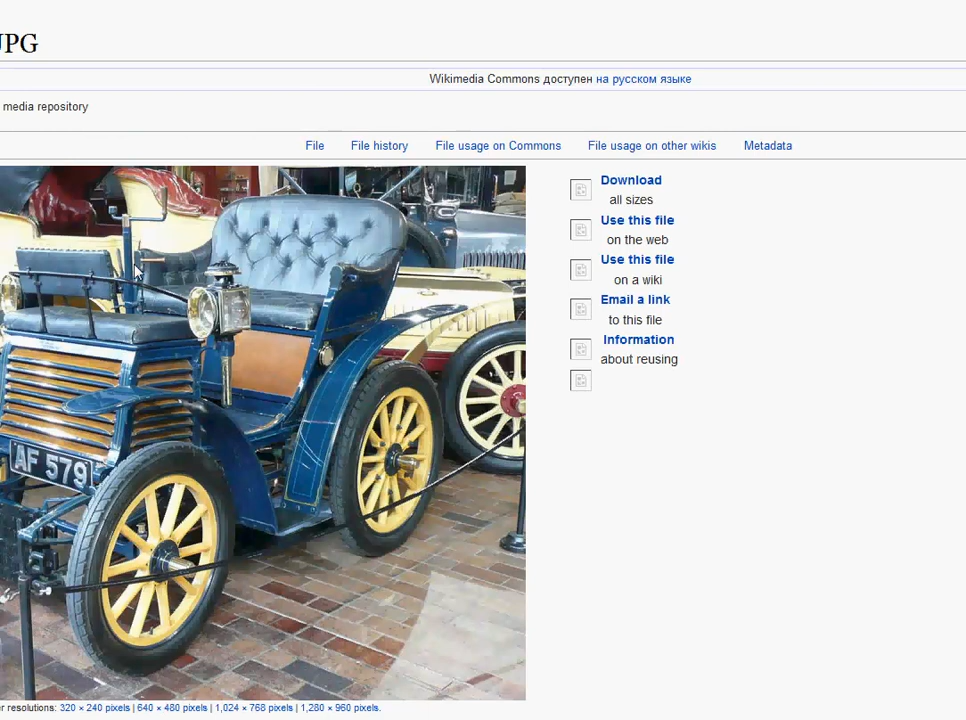 JPG
Wikimedia Commons доступен на русском языке
media repository
File File history File usage on Commons File usage on other wikis Metadata
Download
all sizes
Use this file
on the web
Use this file
on a wiki
Email a link
to this file
Information
about reusing
AF 579
resolutions: 320 × 240 pixels | 640 × 480 pixels | 1,024 × 768 pixels | 1,280 × 960 pixels.